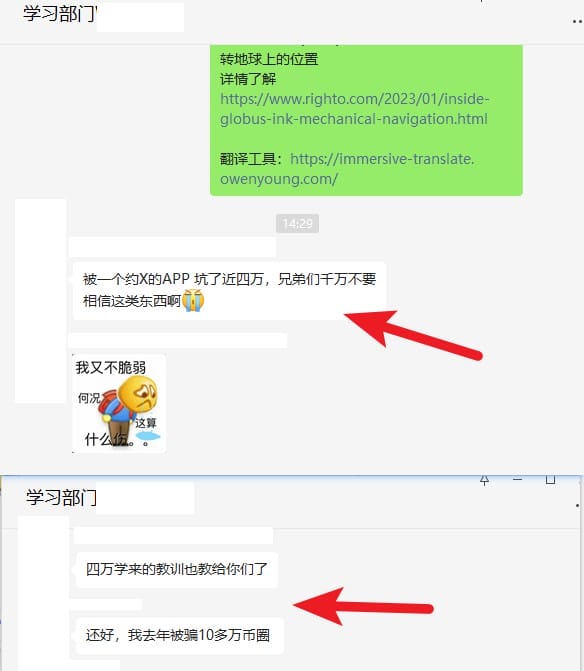 学习部门
转地球上的位置
详情了解
https://www.righto.com/2023/01/inside-
globus-ink-mechanical-navigation.html
翻译工具：https://immersive-translate.
owenyoung.com/
14:29
被一个约X的APP 坑了近四万，兄弟们千万不要
相信这类东西啊😭
我又不脆弱
何况
这算
什么伤。。
学习部门
四万学来的教训也教给你们了
还好，我去年被骗10多万币圈